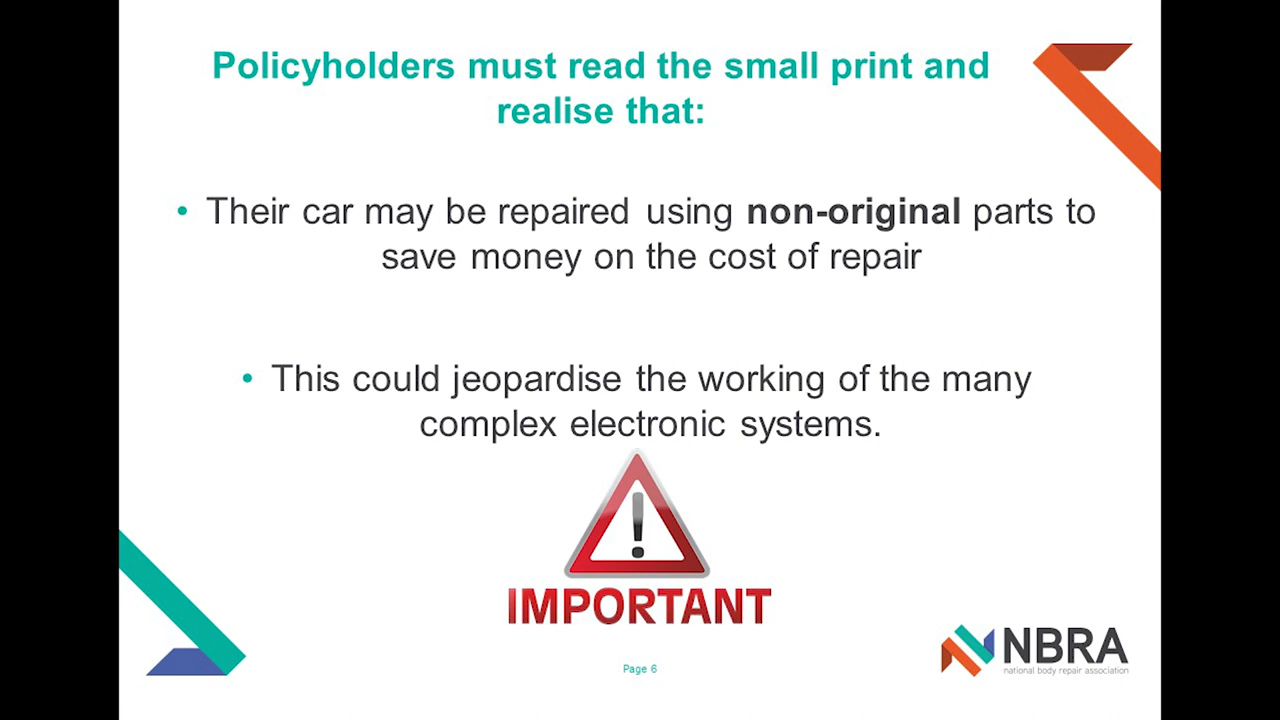 Policyholders must read the small print and
realise that:
• Their car may be repaired using non-original parts to
save money on the cost of repair
• This could jeopardise the working of the many
complex electronic systems.
!
IMPORTANT
Page 6
NBRA
national body repair association